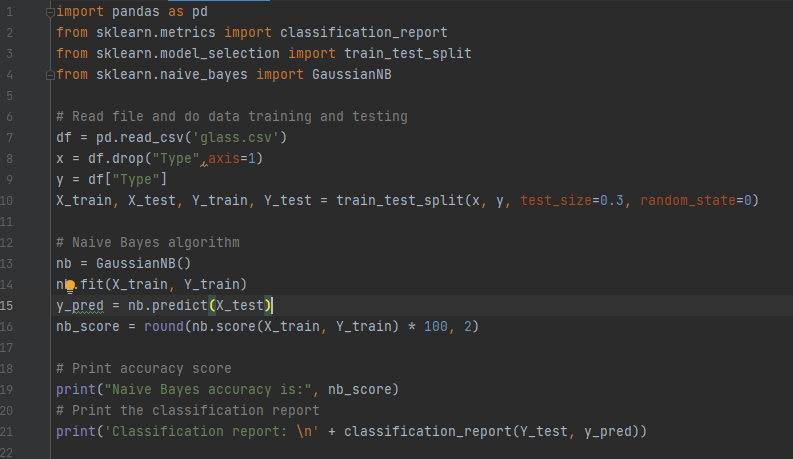 1 import pandas as pd
2 from sklearn.metrics import classification_report
3 from sklearn.model_selection import train_test_split
4 from sklearn.naive_bayes import GaussianNB
5
6 # Read file and do data training and testing
7 df = pd.read_csv('glass.csv')
8 x = df.drop("Type",axis=1)
9 y = df["Type"]
10 X_train, X_test, Y_train, Y_test = train_test_split(x, y, test_size=0.3, random_state=0)
11
12 # Naive Bayes algorithm
13 nb = GaussianNB()
14 nb.fit(X_train, Y_train)
15 y_pred = nb.predict(X_test)
16 nb_score = round(nb.score(X_train, Y_train) * 100, 2)
17
18 # Print accuracy score
19 print("Naive Bayes accuracy is:", nb_score)
20 # Print the classification report
21 print('Classification report: \n' + classification_report(Y_test, y_pred))
22